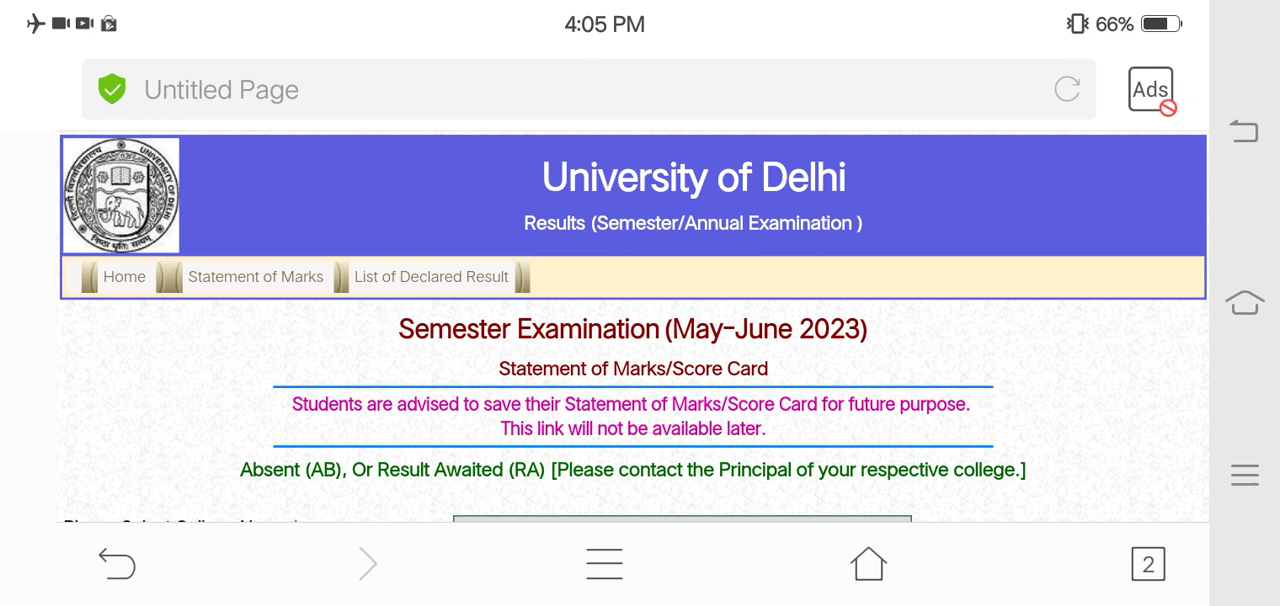 4:05 PM
66%
Untitled Page
Ads
University of Delhi
Results (Semester/Annual Examination )
Home Statement of Marks List of Declared Result
Semester Examination (May-June 2023)
Statement of Marks/Score Card
Students are advised to save their Statement of Marks/Score Card for future purpose.
This link will not be available later.
Absent (AB), Or Result Awaited (RA) [Please contact the Principal of your respective college.]
2